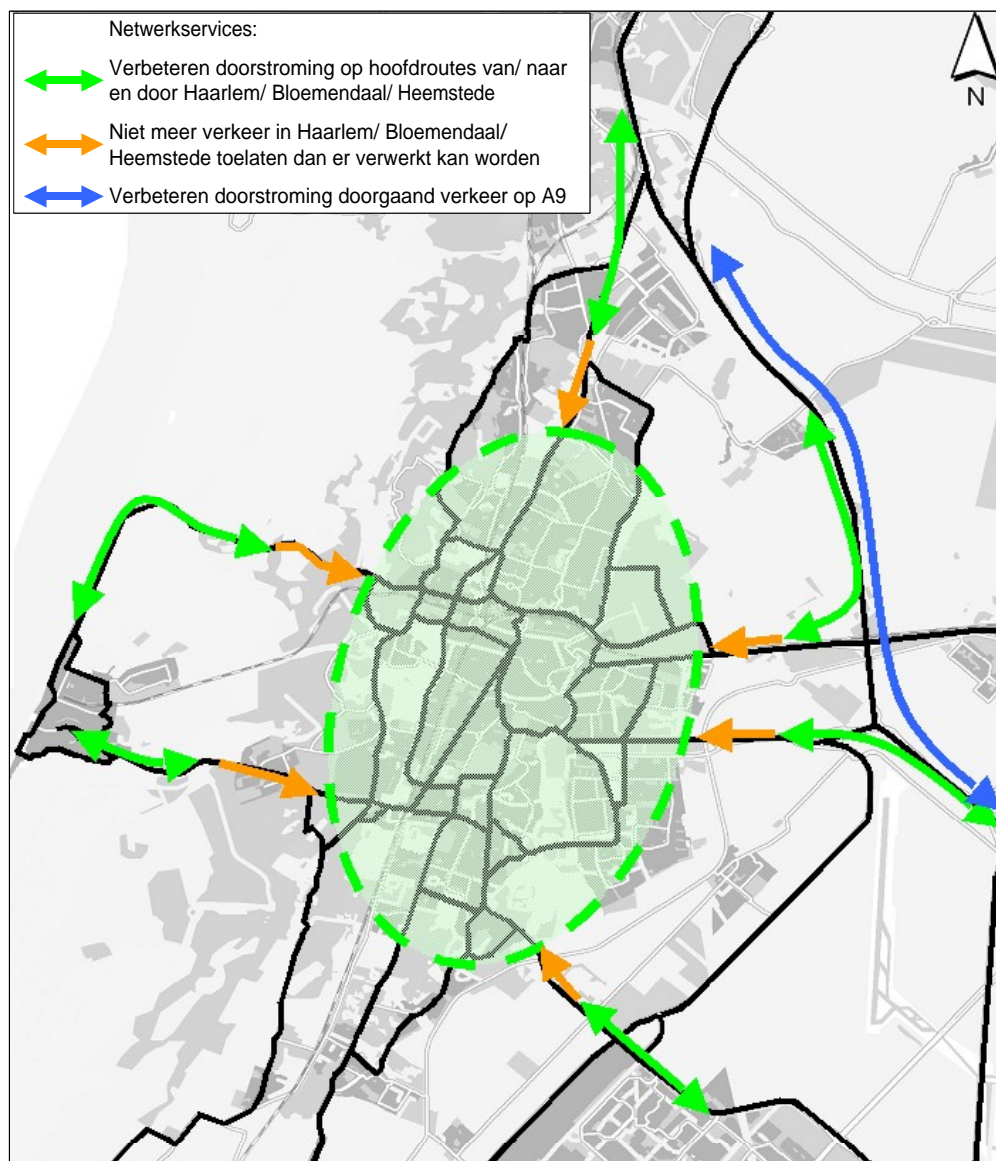 Netwerkservices:
Verbeteren doorstroming op hoofdroutes van/ naar
en door Haarlem/ Bloemendaal/ Heemstede
Niet meer verkeer in Haarlem/ Bloemendaal/
Heemstede toelaten dan er verwerkt kan worden
Verbeteren doorstroming doorgaand verkeer op A9
N